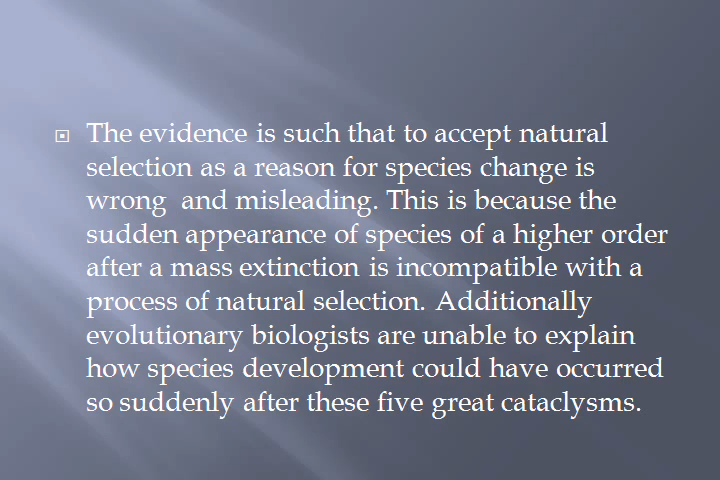 The evidence is such that to accept natural
selection as a reason for species change is
wrong  and misleading. This is because the
sudden appearance of species of a higher order
after a mass extinction is incompatible with a
process of natural selection. Additionally
evolutionary biologists are unable to explain
how species development could have occurred
so suddenly after these five great cataclysms.